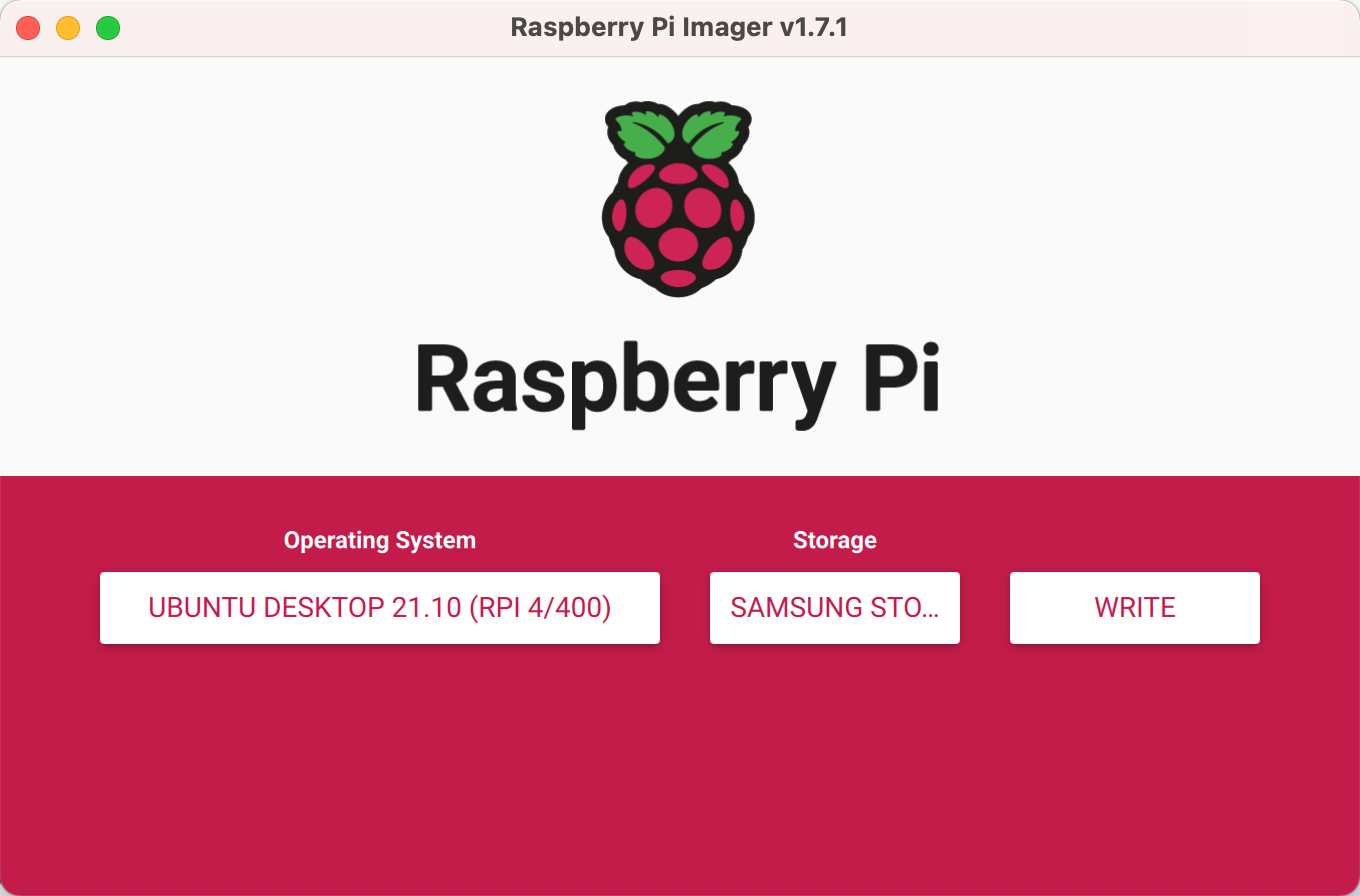 Raspberry Pi Imager v1.7.1
Raspberry Pi
Operating System
Storage
UBUNTU DESKTOP 21.10 (RPI 4/400)
SAMSUNG STO...
WRITE